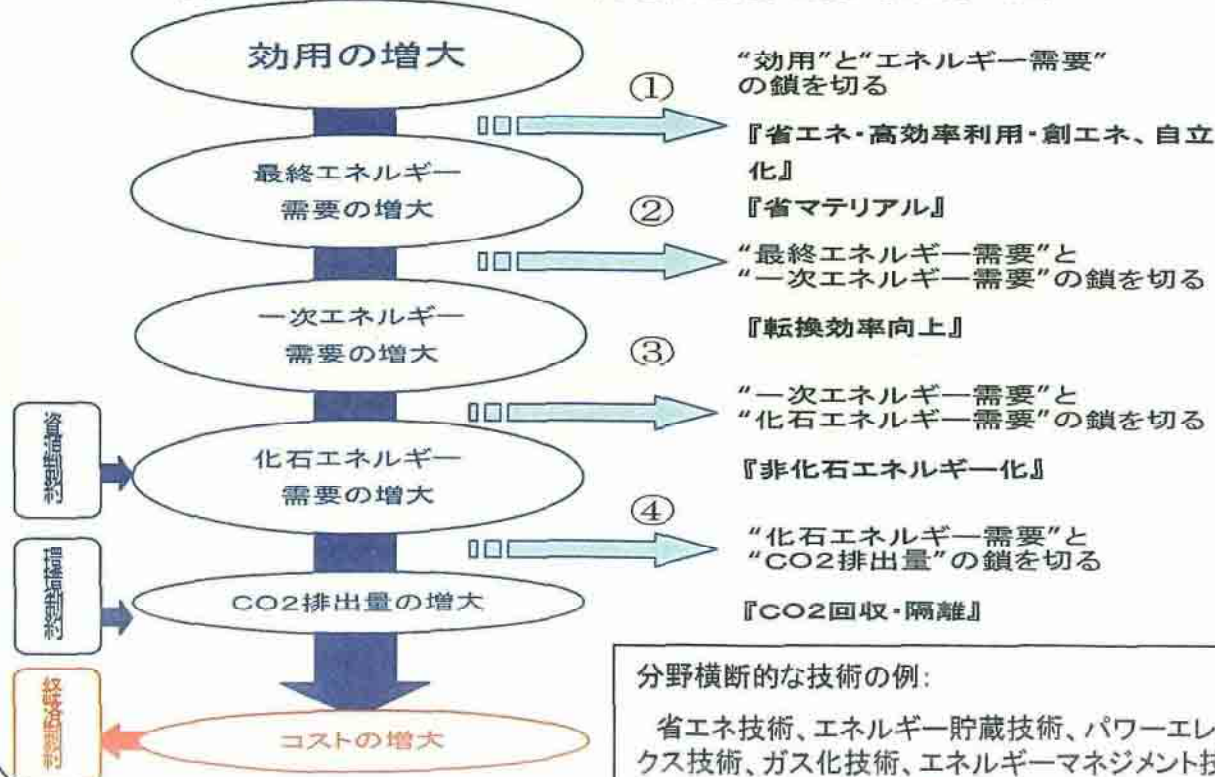 効用の増大
①
“効用”と“エネルギー需要”
の鎖を切る
『省エネ・高効率利用・創エネ、自立
化』
『省マテリアル』
最終エネルギー
需要の増大
②
“最終エネルギー需要”と
“一次エネルギー需要”の鎖を切る
『転換効率向上』
一次エネルギー
需要の増大
③
“一次エネルギー需要”と
“化石エネルギー需要”の鎖を切る
『非化石エネルギー化』
資源制約
化石エネルギー
需要の増大
④
“化石エネルギー需要”と
“CO2排出量”の鎖を切る
『CO2回収・隔離』
環境制約
CO2排出量の増大
経済制約
コストの増大
分野横断的な技術の例:
省エネ技術、エネルギー貯蔵技術、パワーエレ
クス技術、ガス化技術、エネルギーマネジメント技